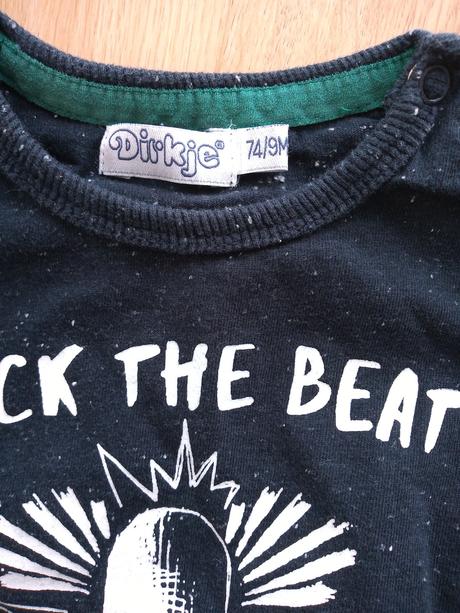 Dirkje®
74/9M
CK THE BEAT